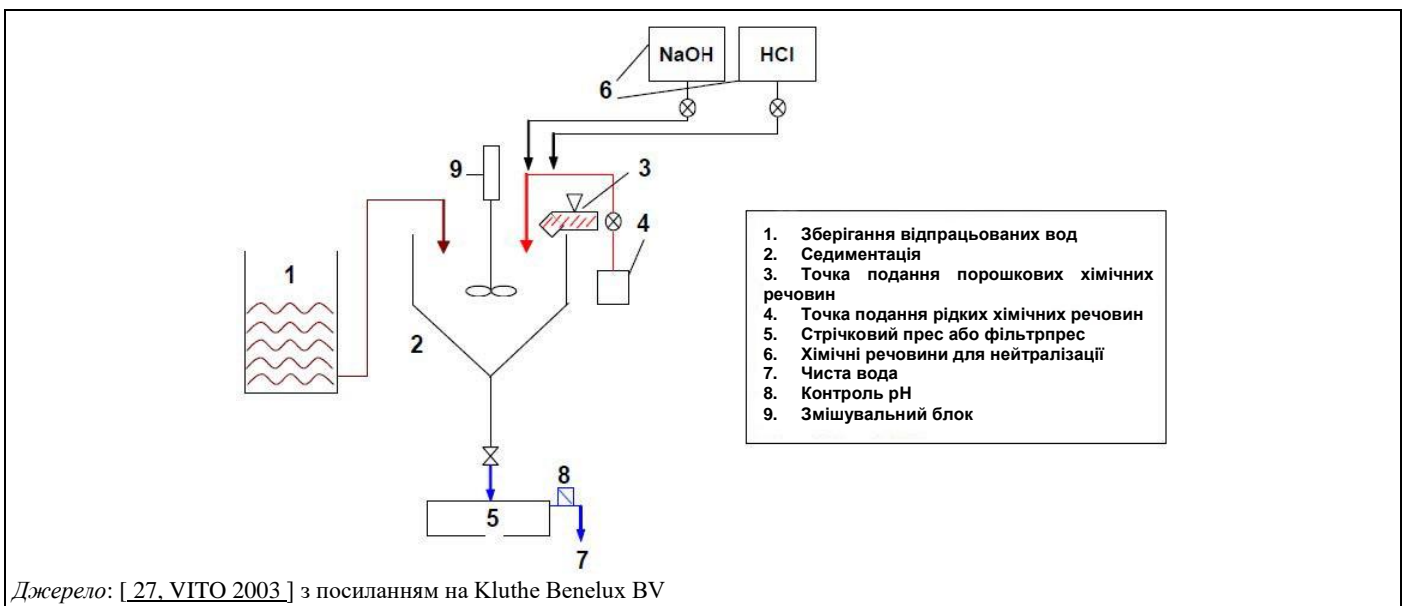 NaOH
HCl
6
9
3
4
1
2
8
5
7
1. Зберігання відпрацьованих вод
2. Седиментація
3. Точка подання порошкових хімічних
речовин
4. Точка подання рідких хімічних речовин
5. Стрічковий прес або фільтрпрес
6. Хімічні речовини для нейтралізації
7. Чиста вода
8. Контроль pH
9. Змішувальний блок
Джерело: [ 27, VITO 2003 ] з посиланням на Kluthe Benelux BV